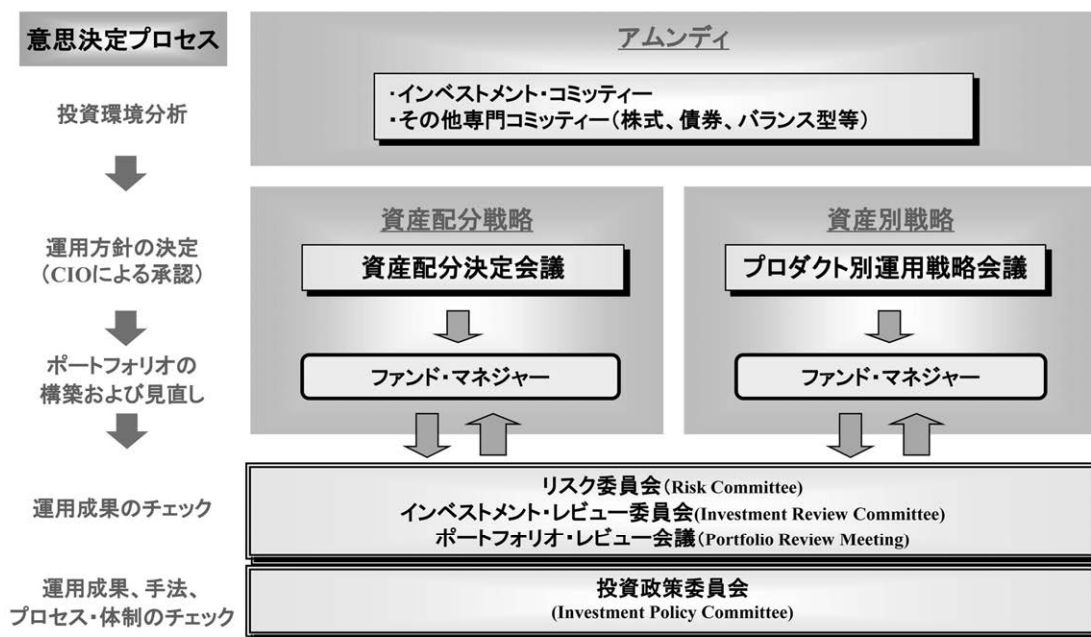 意思決定プロセス
アムンディ
投資環境分析
・インベストメント・コミッティー
・その他専門コミッティー(株式、債券、バランス型等)
資産配分戦略
資産別戦略
運用方針の決定
(CIOによる承認)
資産配分決定会議
プロダクト別運用戦略会議
ポートフォリオの
構築および見直し
ファンド・マネジャー
ファンド・マネジャー
運用成果のチェック
リスク委員会(Risk Committee)
インベストメント・レビュー委員会(Investment Review Committee)
ポートフォリオ・レビュー会議(Portfolio Review Meeting)
運用成果、手法、
プロセス・体制のチェック
投資政策委員会
(Investment Policy Committee)